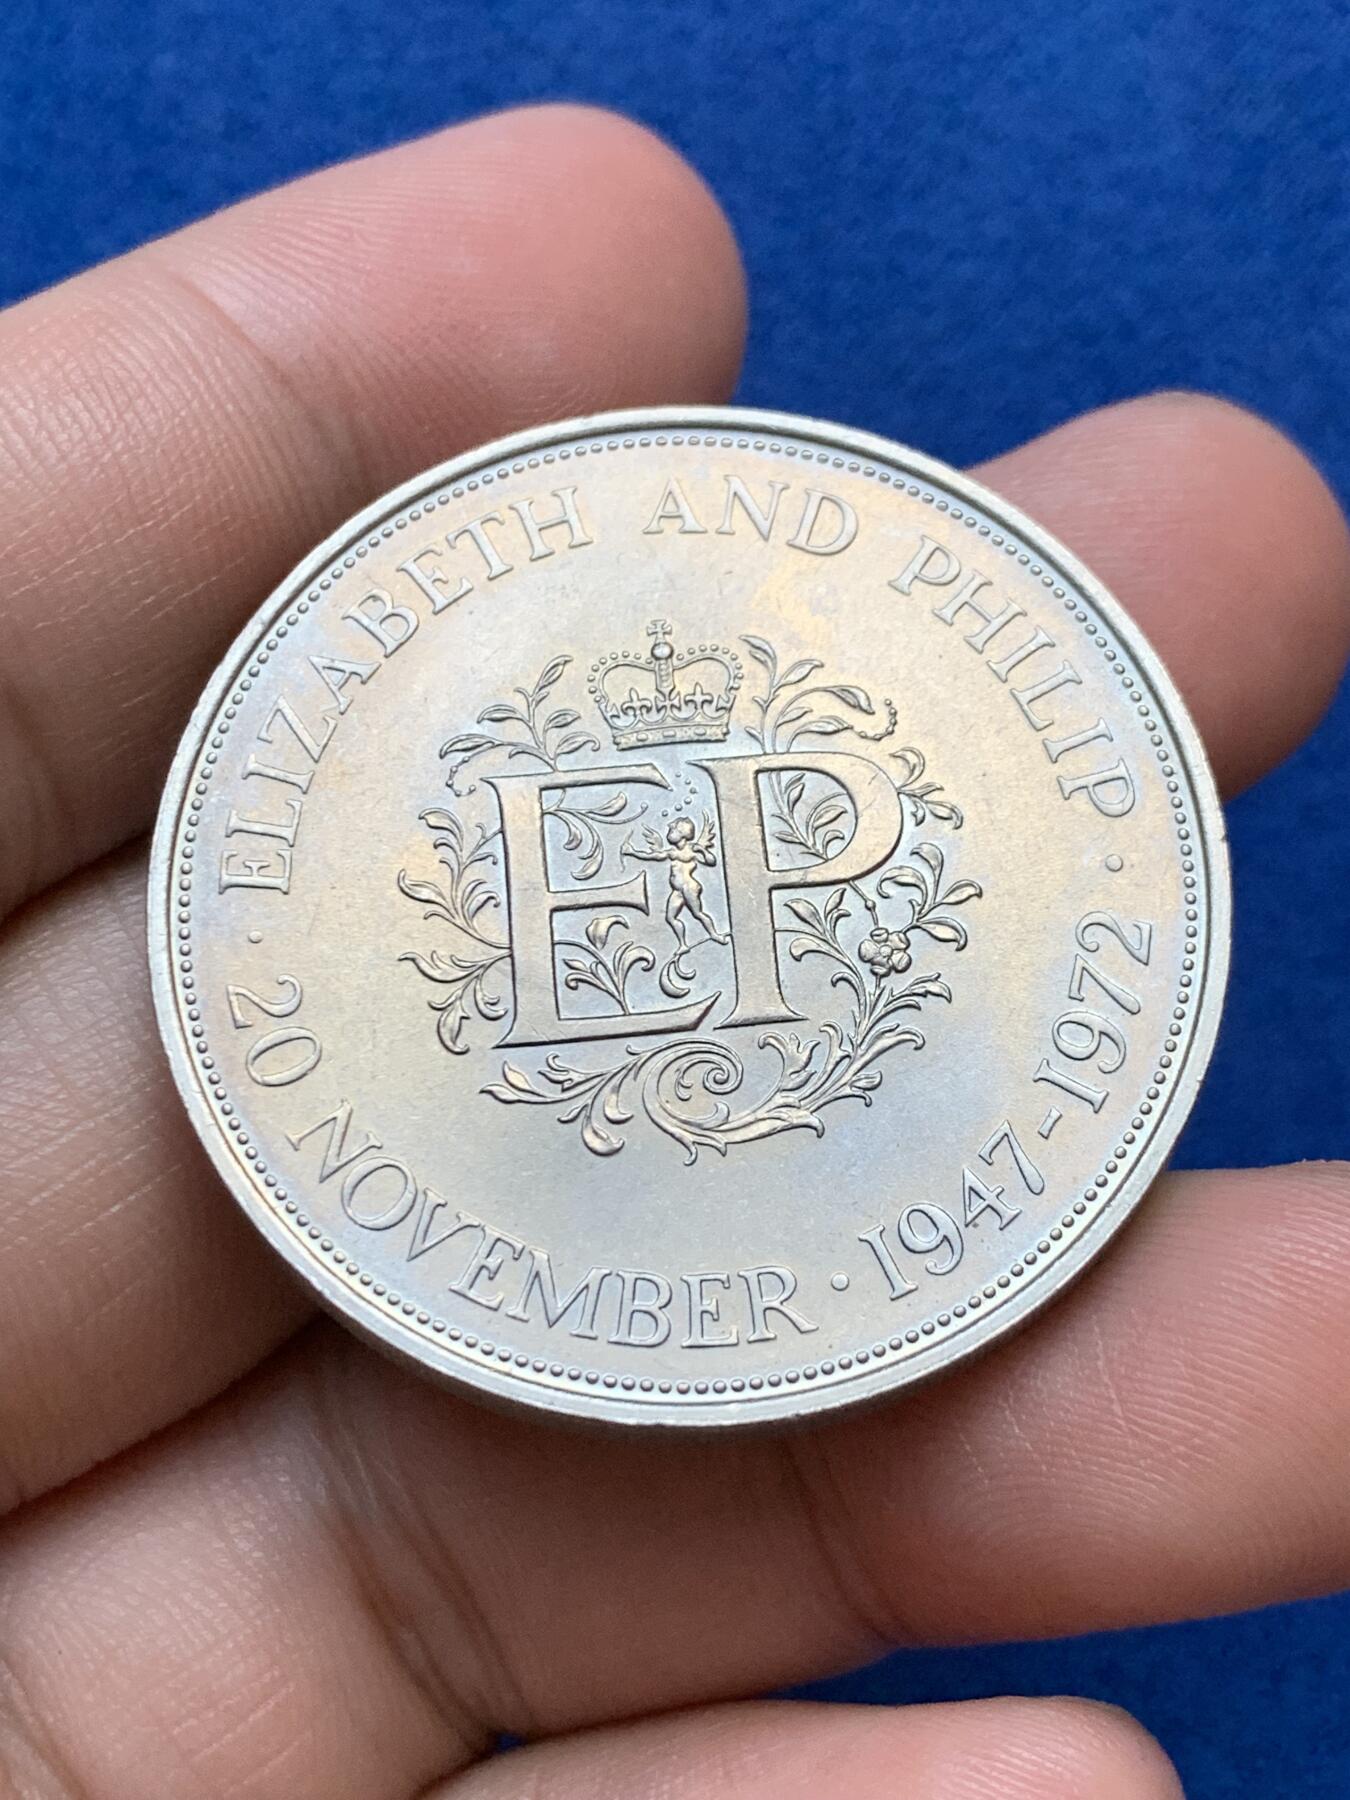 · ELIZABETH AND PHILIP ·
20 NOVEMBER · 1947-1972
EP